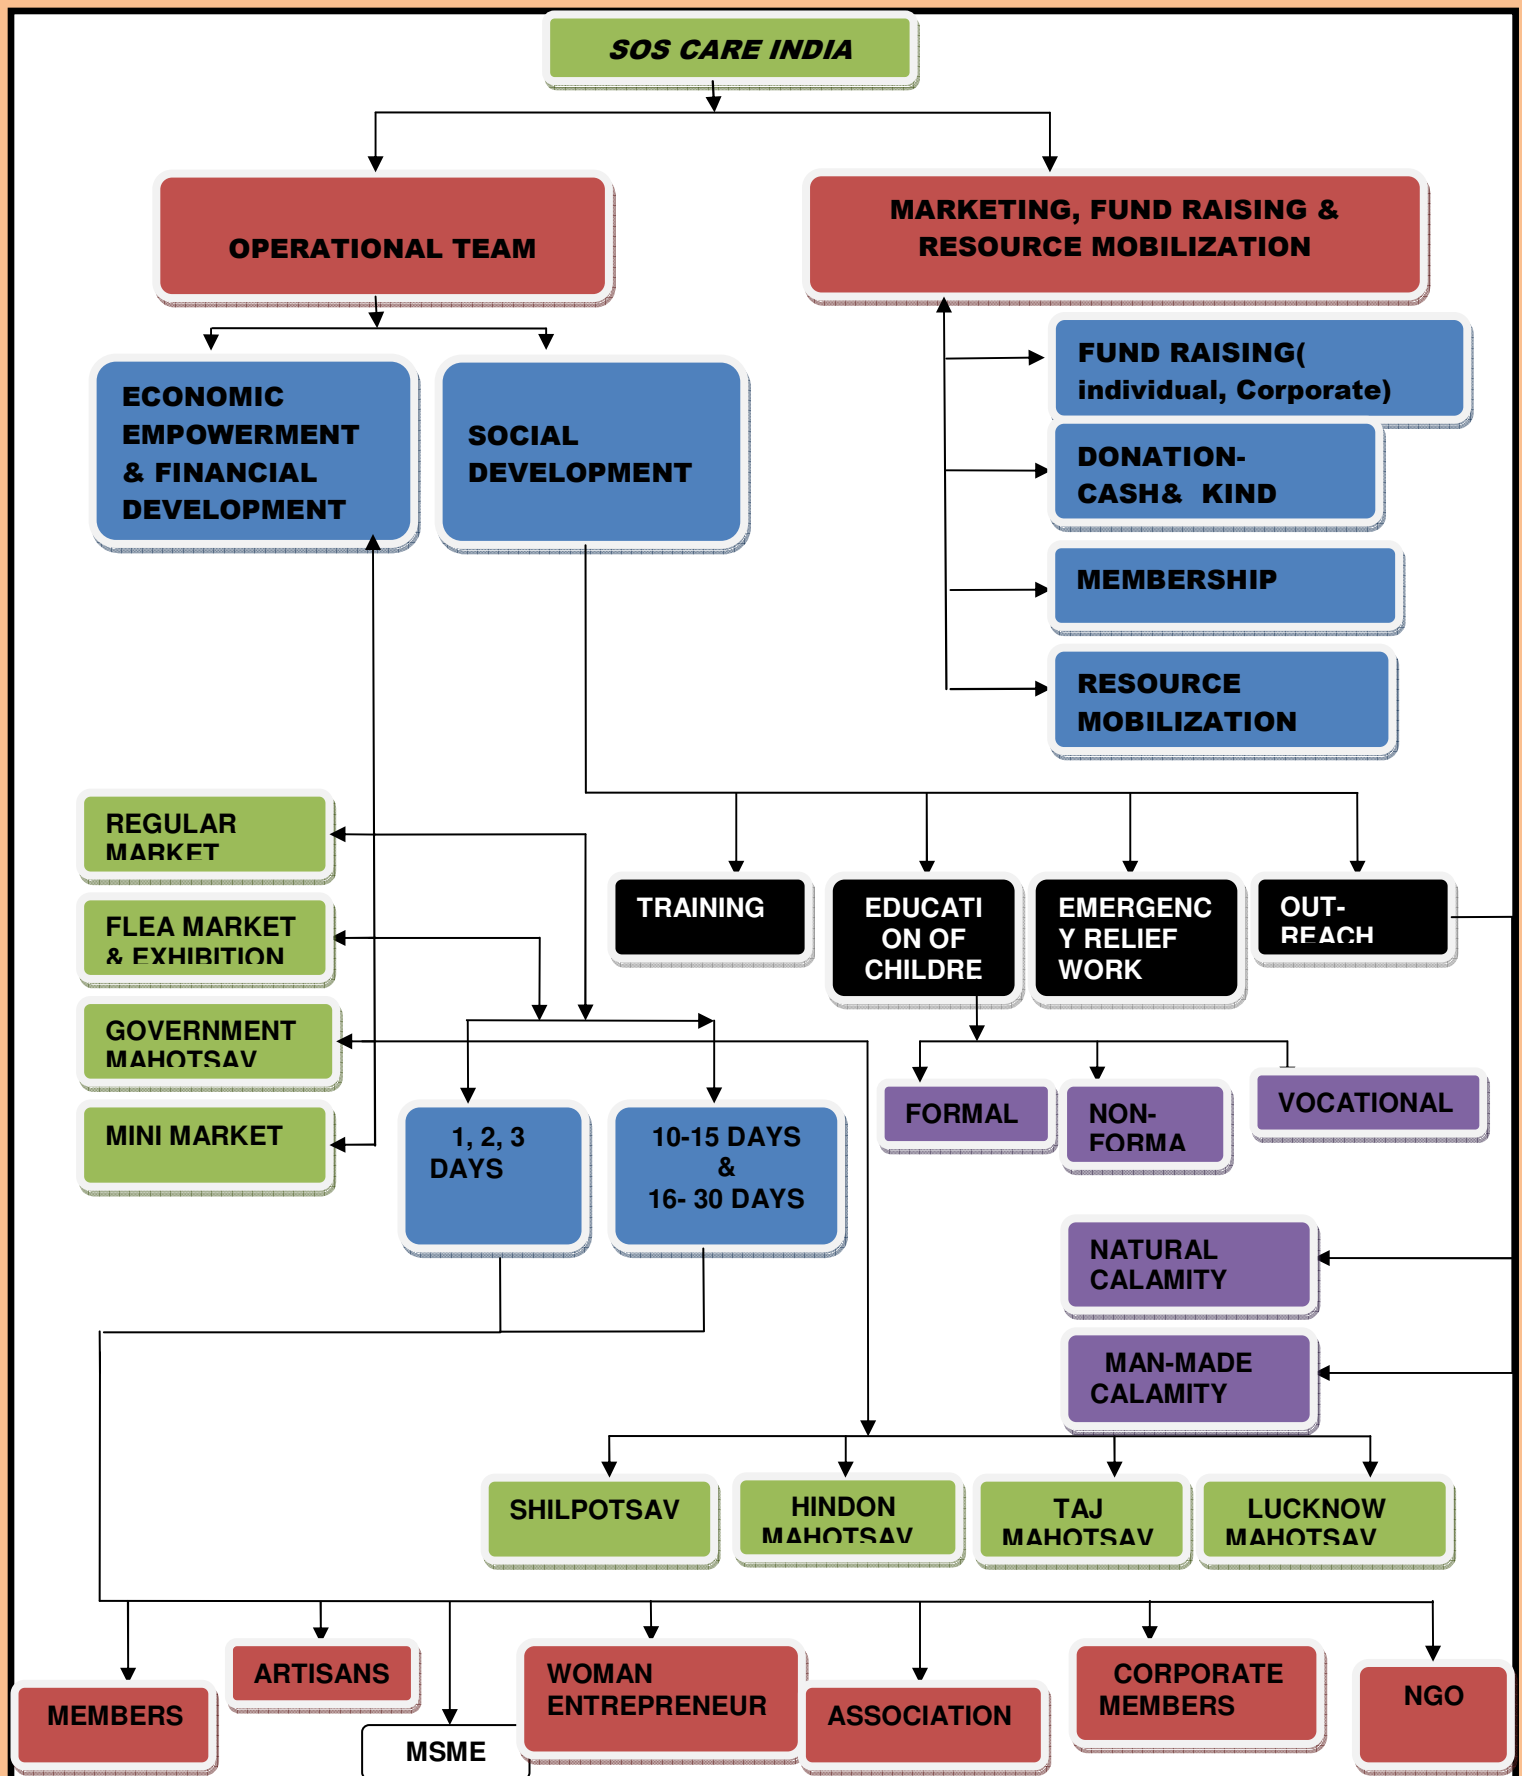 SOS CARE INDIA
OPERATIONAL TEAM
MARKETING, FUND RAISING &
RESOURCE MOBILIZATION
ECONOMIC
EMPOWERMENT
& FINANCIAL
DEVELOPMENT
SOCIAL
DEVELOPMENT
FUND RAISING(
individual, Corporate)
DONATION-
CASH& KIND
MEMBERSHIP
RESOURCE
MOBILIZATION
REGULAR
MARKET
FLEA MARKET
& EXHIBITION
GOVERNMENT
MAHOTSAV
MINI MARKET
TRAINING
EDUCATI
ON OF
CHILDRE
EMERGENC
Y RELIEF
WORK
OUT-
REACH
FORMAL
NON-
FORMA
VOCATIONAL
1, 2, 3
DAYS
10-15 DAYS
&
16- 30 DAYS
NATURAL
CALAMITY
MAN-MADE
CALAMITY
SHILPOTSAV
HINDON
MAHOTSAV
TAJ
MAHOTSAV
LUCKNOW
MAHOTSAV
MEMBERS
ARTISANS
MSME
WOMAN
ENTREPRENEUR
ASSOCIATION
CORPORATE
MEMBERS
NGO